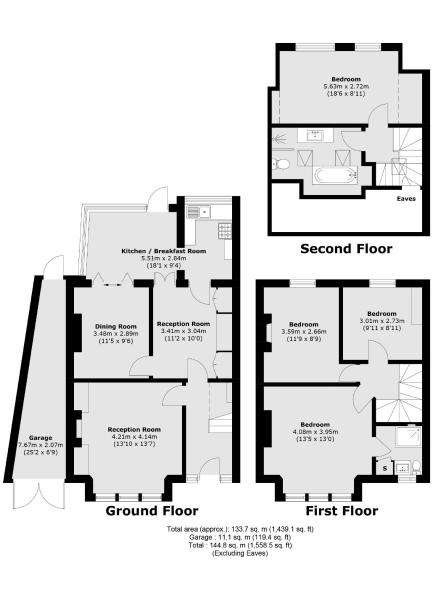 Bedroom
5.63m x 2.72m
(18'6 x 8'11)
Eaves
Second Floor
Kitchen / Breakfast Room
5.51m x 2.84m
(18'1 x 9'4)
Dining Room
3.48m x 2.89m
(11'5 x 9'6)
Reception Room
3.41m x 3.04m
(11'2 x 10'0)
Reception Room
4.21m x 4.14m
(13'10 x 13'7)
Garage
7.67m x 2.07m
(25'2 x 6'9)
Ground Floor
Bedroom
3.59m x 2.66m
(11'9 x 8'9)
Bedroom
3.01m x 2.73m
(9'11 x 8'11)
Bedroom
4.08m x 3.95m
(13'5 x 13'0)
S
First Floor
Total area (approx.): 133.7 sq. m (1,439.1 sq. ft)
Garage : 11.1 sq. m (119.4 sq. ft)
Total : 144.8 sq. m (1,558.5 sq. ft)
(Excluding Eaves)